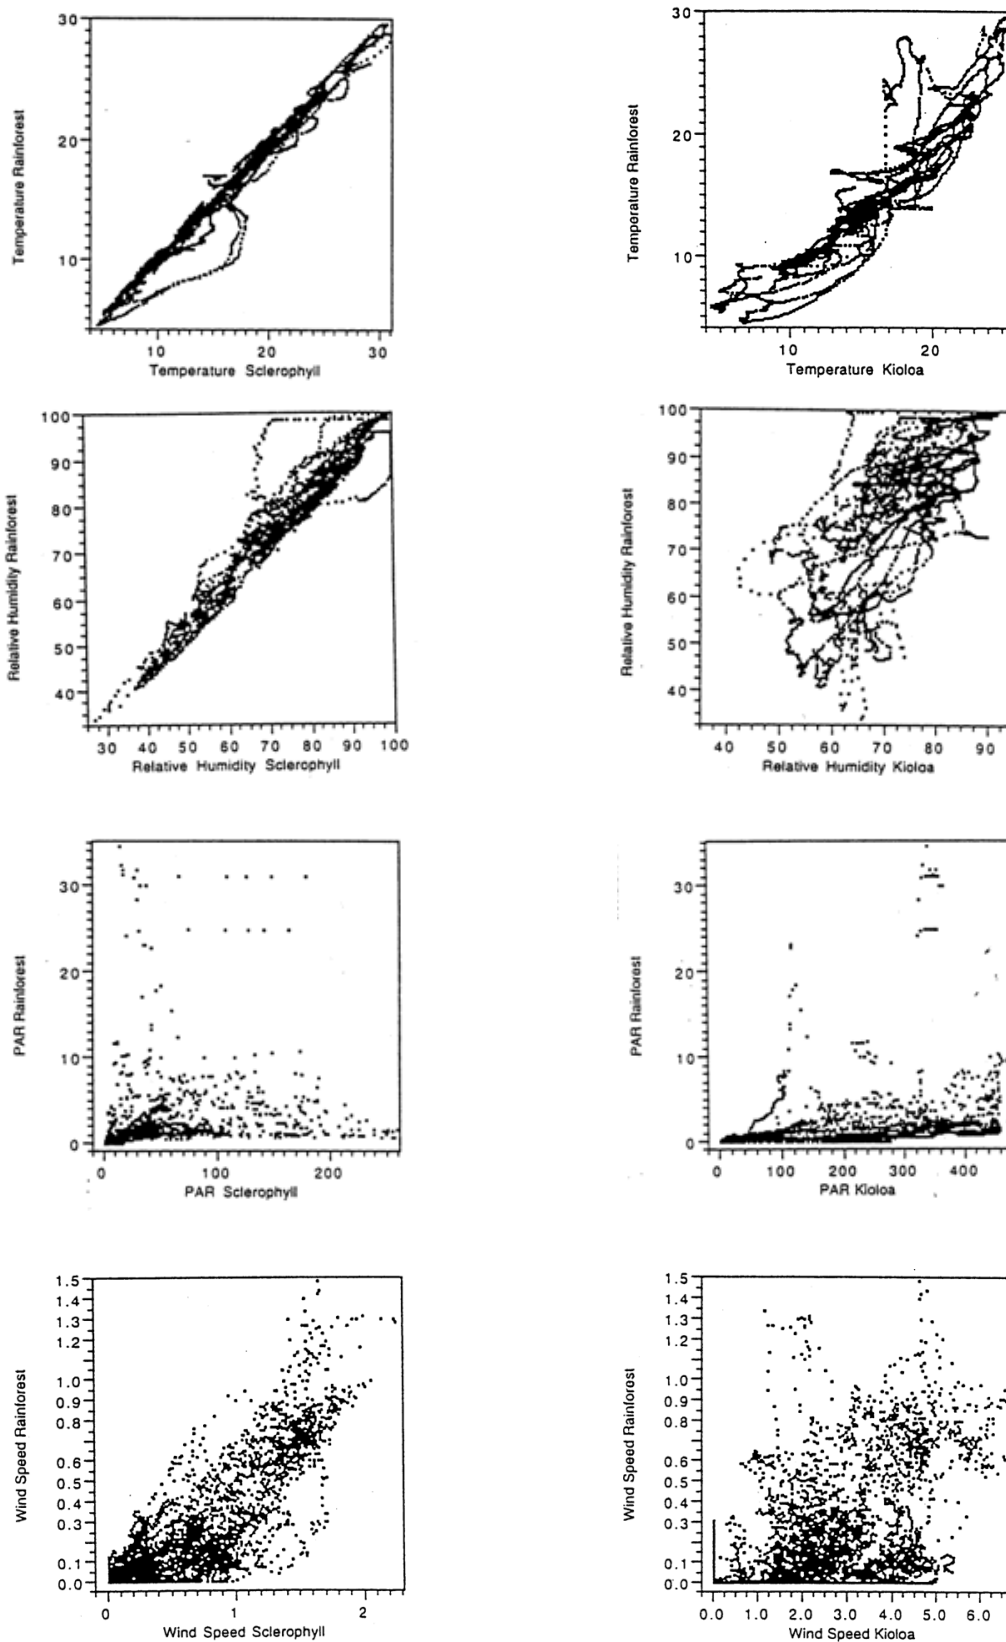 30
20
10
Temperature Rainforest
10 20 30
Temperature Sclerophyll
30
20
10
Temperature Rainforest
10 20
Temperature Kioloa
100
90
80
70
60
50
40
Relative Humidity Rainforest
30 40 50 60 70 80 90 100
Relative Humidity Sclerophyll
100
90
80
70
60
50
40
Relative Humidity Rainforest
40 50 60 70 80 90
Relative Humidity Kioloa
30
20
10
0
PAR Rainforest
0 100 200
PAR Sclerophyll
30
20
10
0
PAR Rainforest
0 100 200 300 400
PAR Kioloa
1.5
1.4
1.3
1.2
1.0
0.9
0.8
0.6
0.5
0.4
0.3
0.1
0.0
Wind Speed Rainforest
0 1 2
Wind Speed Sclerophyll
1.5
1.4
1.3
1.2
1.0
0.9
0.8
0.6
0.5
0.4
0.3
0.1
0.0
Wind Speed Rainforest
0.0 1.0 2.0 3.0 4.0 5.0 6.0
Wind Speed Kioloa